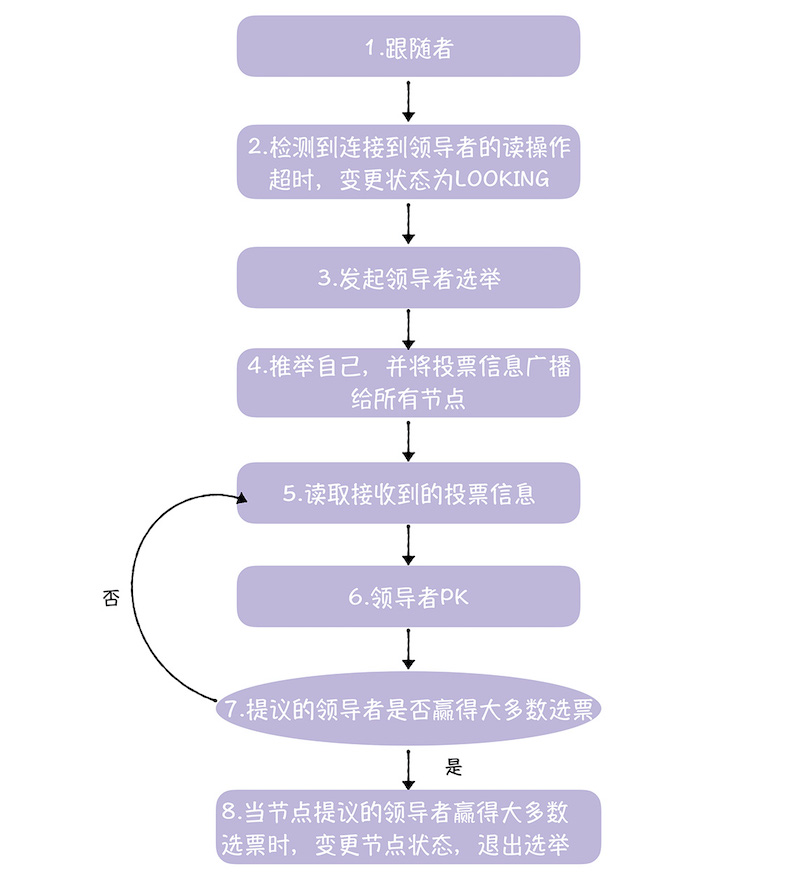 1.跟随者
2.检测到连接到领导者的读操作
超时，变更状态为LOOKING
3.发起领导者选举
4.推举自己，并将投票信息广播
给所有节点
5.读取接收到的投票信息
否
6.领导者PK
7.提议的领导者是否赢得大多数选票
是
8.当节点提议的领导者赢得大多数
选票时，变更节点状态，退出选举